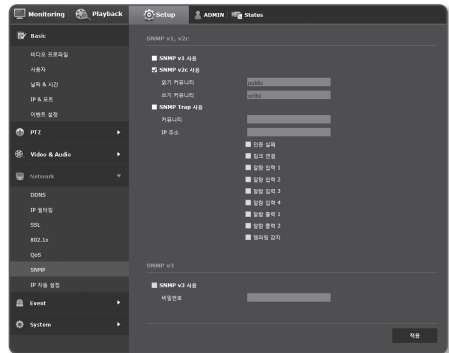 Monitoring Playback Setup ADMIN Status
Basic
비디오 프로파일
사용자
날짜 & 시간
IP & 포트
이벤트 설정
PTZ
Video & Audio
Network
DDNS
IP 필터링
SSL
802.1x
QoS
SNMP
IP 자동 설정
Event
System
SNMP v1, v2c
SNMP v1 사용
SNMP v2c 사용
읽기 커뮤니티 public
쓰기 커뮤니티 write
SNMP Trap 사용
커뮤니티
IP 주소
인증 실패
링크 연결
알람 입력 1
알람 입력 2
알람 입력 3
알람 입력 4
알람 출력 1
알람 출력 2
탬퍼링 감지
SNMP v3
SNMP v3 사용
비밀번호
적용